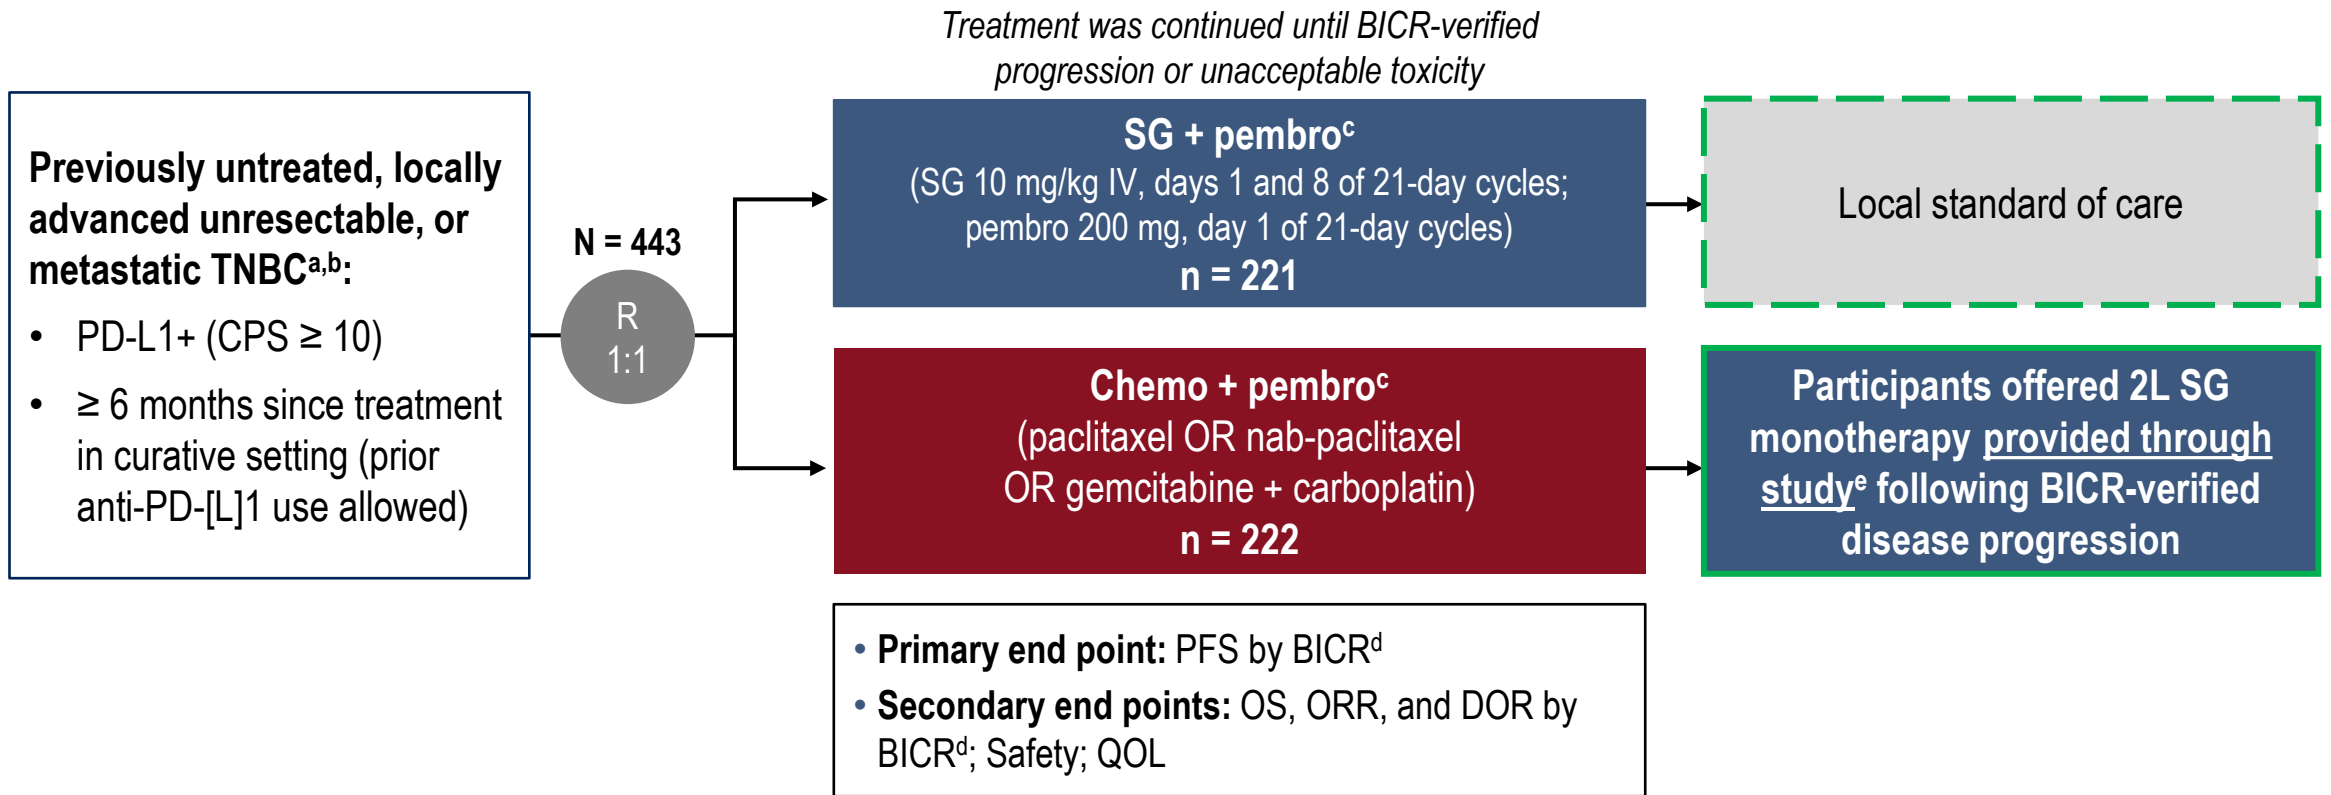 Treatment was continued until BICR-verified
progression or unacceptable toxicity
Previously untreated, locally
advanced unresectable, or
metastatic TNBCa,b:
• PD-L1+ (CPS ≥ 10)
• ≥ 6 months since treatment
in curative setting (prior
anti-PD-[L]1 use allowed)
N = 443
R
1:1
SG + pembroc
(SG 10 mg/kg IV, days 1 and 8 of 21-day cycles;
pembro 200 mg, day 1 of 21-day cycles)
n = 221
Local standard of care
Chemo + pembroc
(paclitaxel OR nab-paclitaxel
OR gemcitabine + carboplatin)
n = 222
Participants offered 2L SG
monotherapy provided through
studye following BICR-verified
disease progression
• Primary end point: PFS by BICRd
• Secondary end points: OS, ORR, and DOR by
BICRd; Safety; QOL